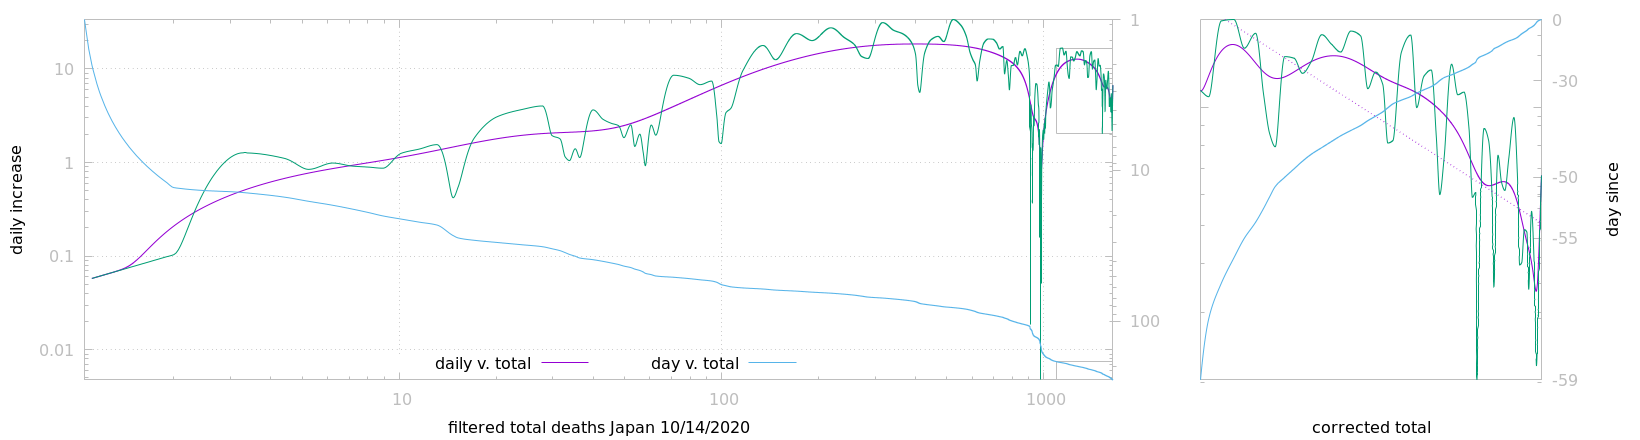 daily increase
10
1
0.1
0.01
daily v. total
day v. total
10
100
1000
filtered total deaths Japan 10/14/2020
1
10
100
0
-30
-50
-55
-59
day since
corrected total